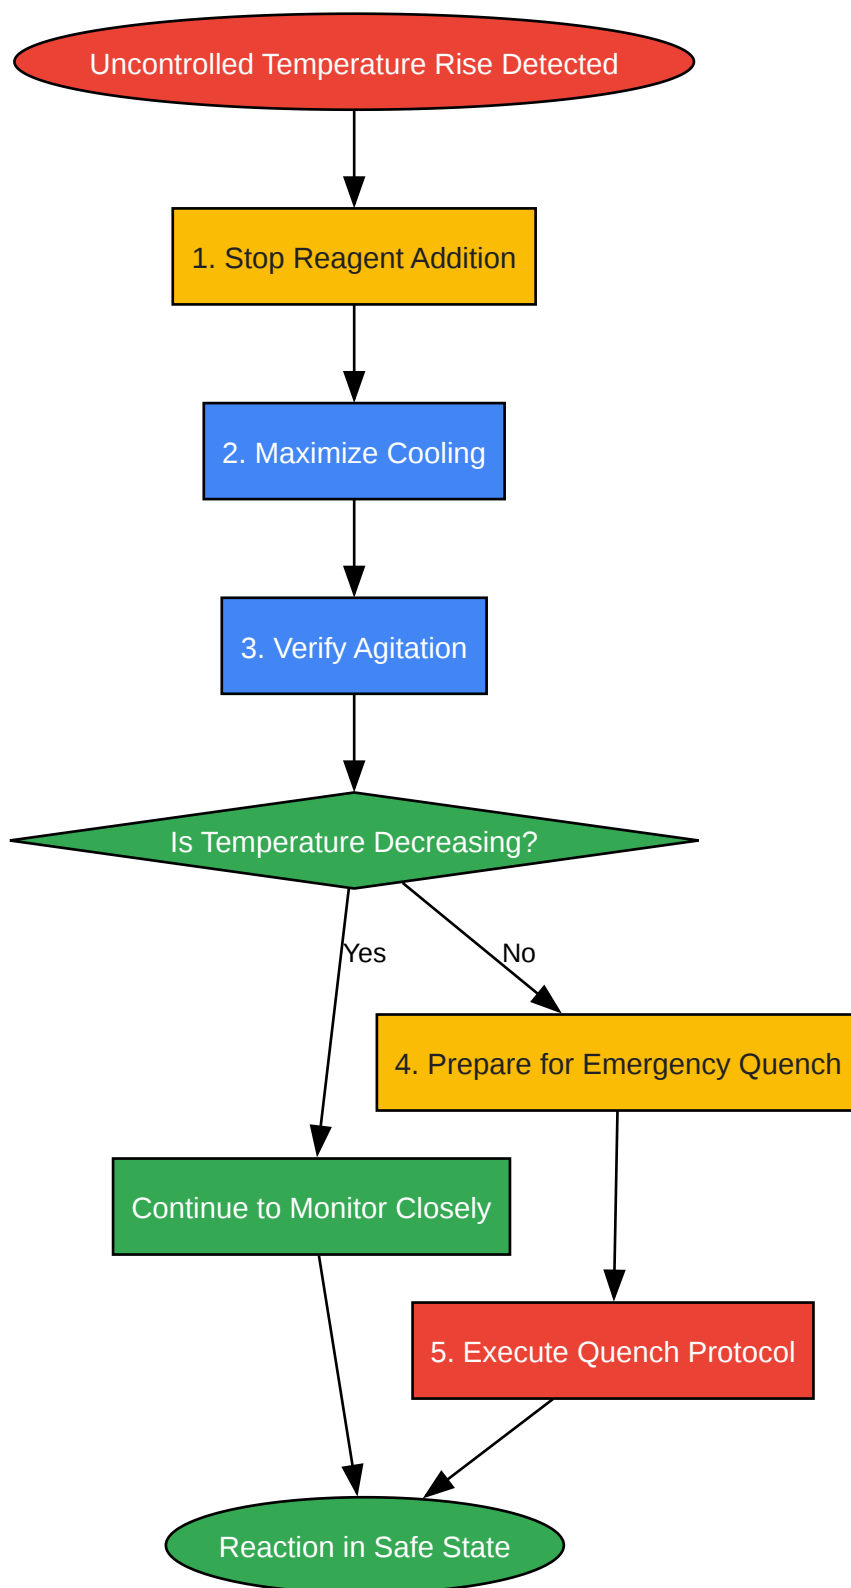 Uncontrolled Temperature Rise Detected
1. Stop Reagent Addition
2. Maximize Cooling
3. Verify Agitation
Is Temperature Decreasing?
Yes
No
4. Prepare for Emergency Quench
Continue to Monitor Closely
5. Execute Quench Protocol
Reaction in Safe State